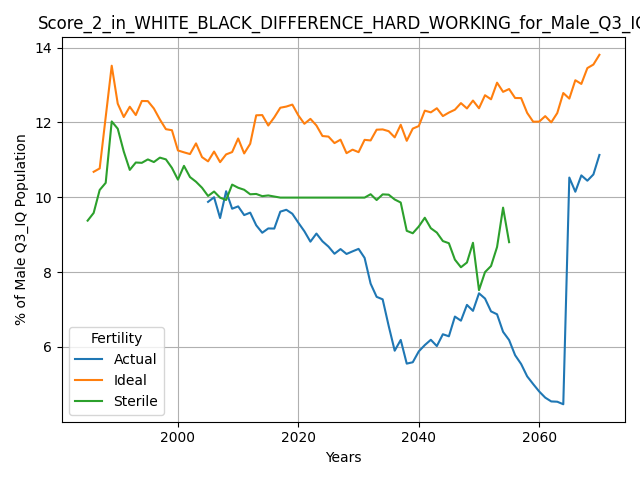 Score_2_in_WHITE_BLACK_DIFFERENCE_HARD_WORKING_for_Male_Q3_IQ
14
12
10
8
6
% of Male Q3_IQ Population
Fertility
Actual
Ideal
Sterile
2000 2020 2040 2060
Years